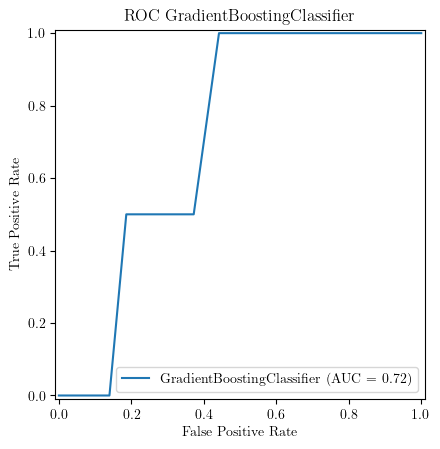 ROC GradientBoostingClassifier
True Positive Rate
1.0
0.8
0.6
0.4
0.2
0.0
GradientBoostingClassifier (AUC = 0.72)
0.0 0.2 0.4 0.6 0.8 1.0
False Positive Rate